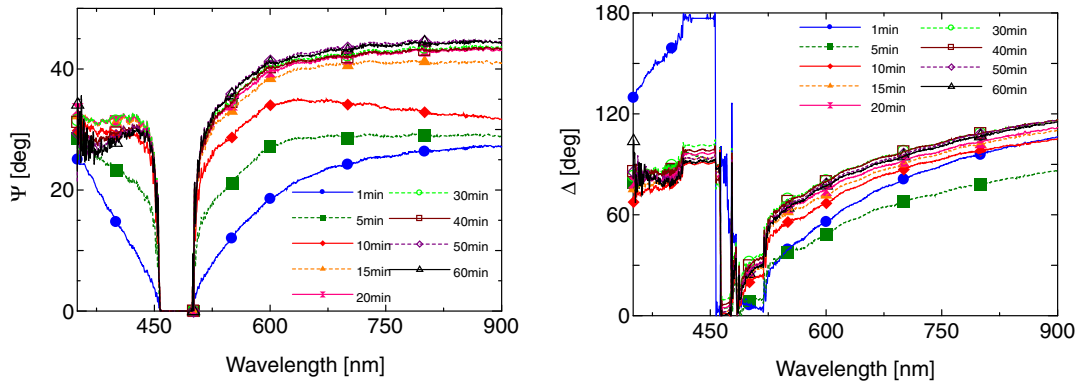 40
20
0
Ψ [deg]
450
600
750
900
Wavelength [nm]
1min
5min
10min
15min
20min
30min
40min
50min
60min
180
120
60
0
Δ [deg]
450
600
750
900
Wavelength [nm]
1min
5min
10min
15min
20min
30min
40min
50min
60min